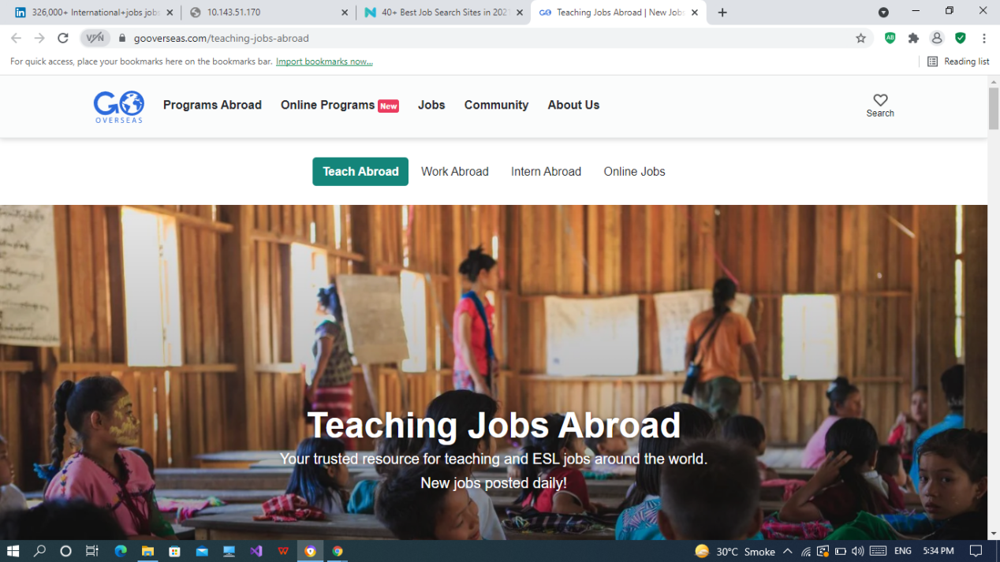 326,000+ International+jobs jobs
10.143.51.170
40+ Best Job Search Sites in 2021
GO Teaching Jobs Abroad | New Jobs
VPN
gooverseas.com/teaching-jobs-abroad
For quick access, place your bookmarks here on the bookmarks bar. Import bookmarks now...
Reading list
GO
OVERSEAS
Programs Abroad
Online Programs New
Jobs
Community
About Us
Search
Teach Abroad
Work Abroad
Intern Abroad
Online Jobs
Teaching Jobs Abroad
Your trusted resource for teaching and ESL jobs around the world.
New jobs posted daily!
30°C Smoke
ENG
5:34 PM